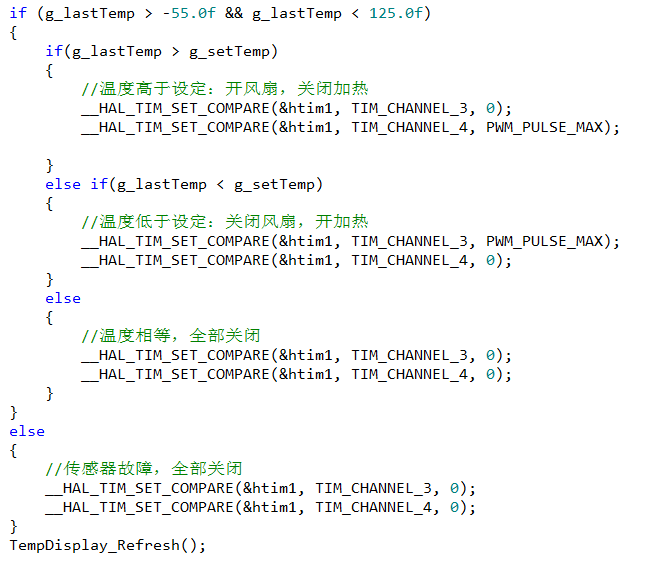 if (g_lastTemp > -55.0f && g_lastTemp < 125.0f)
{
    if(g_lastTemp > g_setTemp)
    {
        //温度高于设定：开风扇，关闭加热
        __HAL_TIM_SET_COMPARE(&htim1, TIM_CHANNEL_3, 0);
        __HAL_TIM_SET_COMPARE(&htim1, TIM_CHANNEL_4, PWM_PULSE_MAX);

    }
    else if(g_lastTemp < g_setTemp)
    {
        //温度低于设定：关闭风扇，开加热
        __HAL_TIM_SET_COMPARE(&htim1, TIM_CHANNEL_3, PWM_PULSE_MAX);
        __HAL_TIM_SET_COMPARE(&htim1, TIM_CHANNEL_4, 0);
    }
    else
    {
        //温度相等，全部关闭
        __HAL_TIM_SET_COMPARE(&htim1, TIM_CHANNEL_3, 0);
        __HAL_TIM_SET_COMPARE(&htim1, TIM_CHANNEL_4, 0);
    }
}
else
{
    //传感器故障，全部关闭
    __HAL_TIM_SET_COMPARE(&htim1, TIM_CHANNEL_3, 0);
    __HAL_TIM_SET_COMPARE(&htim1, TIM_CHANNEL_4, 0);
}
TempDisplay_Refresh();